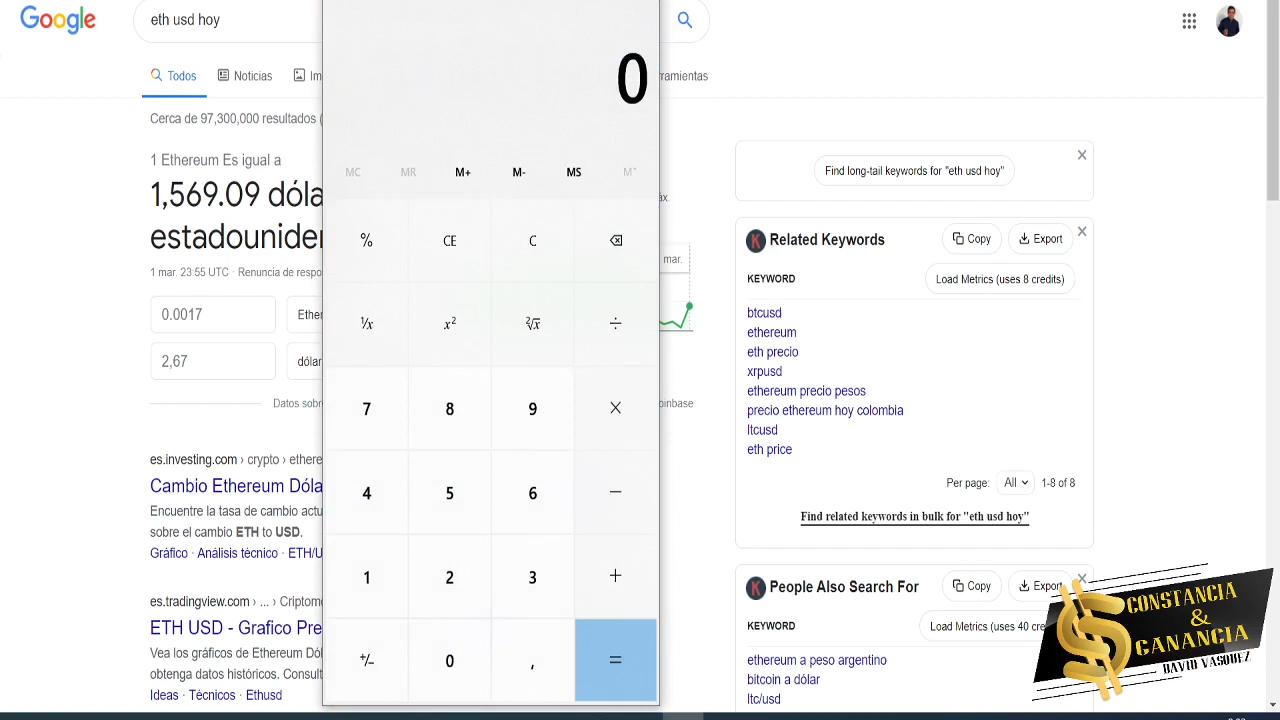 Google
eth usd hoy
Todos
Noticias
Im
ramientas
Cerca de 97,300,000 resultados (
1 Ethereum Es igual a
1,569.09 dóla
estadounider
1 mar. 23:55 UTC · Renuncia de respo
0.0017
Ether
2,67
dólar
Datos sobre
inbase
mar.
áx.
es.investing.com › crypto › ethere
Cambio Ethereum Dóla
Encuentre la tasa de cambio actu
sobre el cambio ETH to USD.
Gráfico · Análisis técnico · ETH/U
es.tradingview.com › ... › Criptomo
ETH USD - Grafico Pre
Vea los gráficos de Ethereum Dól
obtenga datos históricos. Consult
Ideas · Técnicos · Ethusd
0
MC MR M+ M- MS M˅
% CE C
¹/x x² ²√x ÷
7 8 9 ×
4 5 6 −
1 2 3 +
+/− 0 , =
Find long-tail keywords for "eth usd hoy"
Related Keywords
Copy
Export
KEYWORD
Load Metrics (uses 8 credits)
btcusd
ethereum
eth precio
xrpusd
ethereum precio pesos
precio ethereum hoy colombia
ltcusd
eth price
Per page:
All
1-8 of 8
Find related keywords in bulk for "eth usd hoy"
People Also Search For
Copy
Export
KEYWORD
Load Metrics (uses 40 cre
ethereum a peso argentino
bitcoin a dólar
ltc/usd
CONSTANCIA
&
GANANCIA
DAVID VASQUEZ